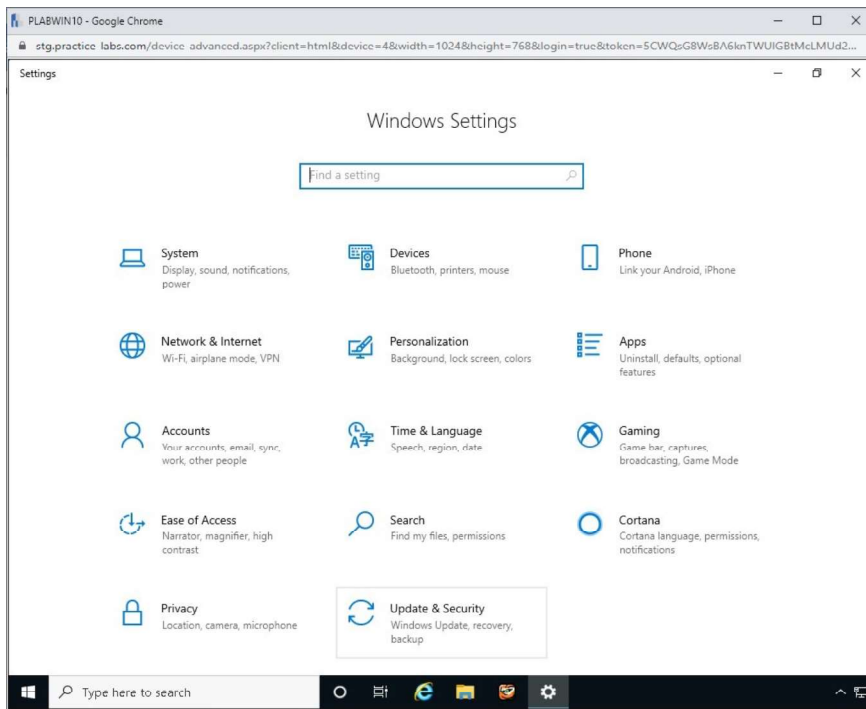 PLABWIN10 - Google Chrome
stg.practice-labs.com/device-advanced.aspx?client=html&device=4&width=1024&height=768&login=true&token=5CWQsG8WsBA6knTWUIGBtMcLMUd2...
Settings
Windows Settings
Find a setting
System
Display, sound, notifications,
power
Devices
Bluetooth, printers, mouse
Phone
Link your Android, iPhone
Network & Internet
Wi-Fi, airplane mode, VPN
Personalization
Background, lock screen, colors
Apps
Uninstall, defaults, optional
features
Accounts
Your accounts, email, sync,
work, other people
Time & Language
Speech, region, date
Gaming
Game bar, captures,
broadcasting, Game Mode
Ease of Access
Narrator, magnifier, high
contrast
Search
Find my files, permissions
Cortana
Cortana language, permissions,
notifications
Privacy
Location, camera, microphone
Update & Security
Windows Update, recovery,
backup
Type here to search